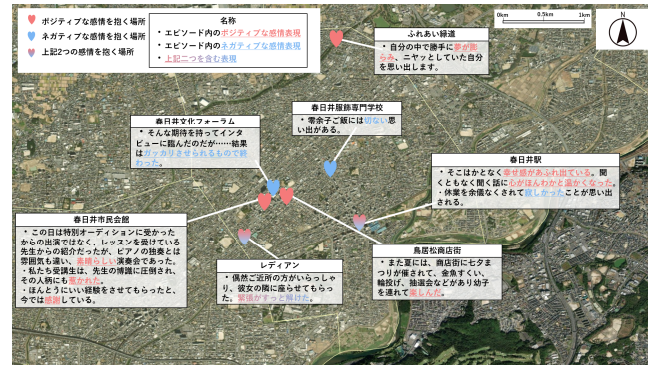 ポジティブな感情を抱く場所
ネガティブな感情を抱く場所
上記2つの感情を抱く場所
名称
・エピソード内のポジティブな感情表現
・エピソード内のネガティブな感情表現
・上記二つを含む表現
0km 0.5km 1km
N
ふれあい緑道
・自分の中で勝手に夢が膨
らみ、ニヤッとしていた自分
を思い出します。
春日井文化フォーラム
・そんな期待を持ってインタ
ビューに臨んだのだが……結果
はガッカリさせられるもので終
わった。
春日井服飾専門学校
・零余子ご飯には切ない思
い出がある。
春日井駅
・そこはかとなく幸せ感があふれ出ている。聞
くともなく聞く話に心がほんわかと温かくなった。
・休業を余儀なくされて寂しかったことが思い出
される。
春日井市民会館
・この日は特別オーディションに受かった
からの出演ではなく、レッスンを受けている
先生からの紹介だったが、ピアノの独奏とは
雰囲気も違い、素晴らしい演奏会であった。
・私たち受講生は、先生の博識に圧倒され、
その人柄にも惹かれた。
・ほんとうにいい経験をさせてもらったと、
今では感謝している。
レディアン
・偶然ご近所の方がいらっしゃ
り、彼女の隣に座らせてもらっ
た。緊張がすっと解けた。
鳥居松商店街
・また夏には、商店街に七夕ま
つりが催されて、金魚すくい、
輪投げ、抽選会などがあり幼子
を連れて楽しんだ。